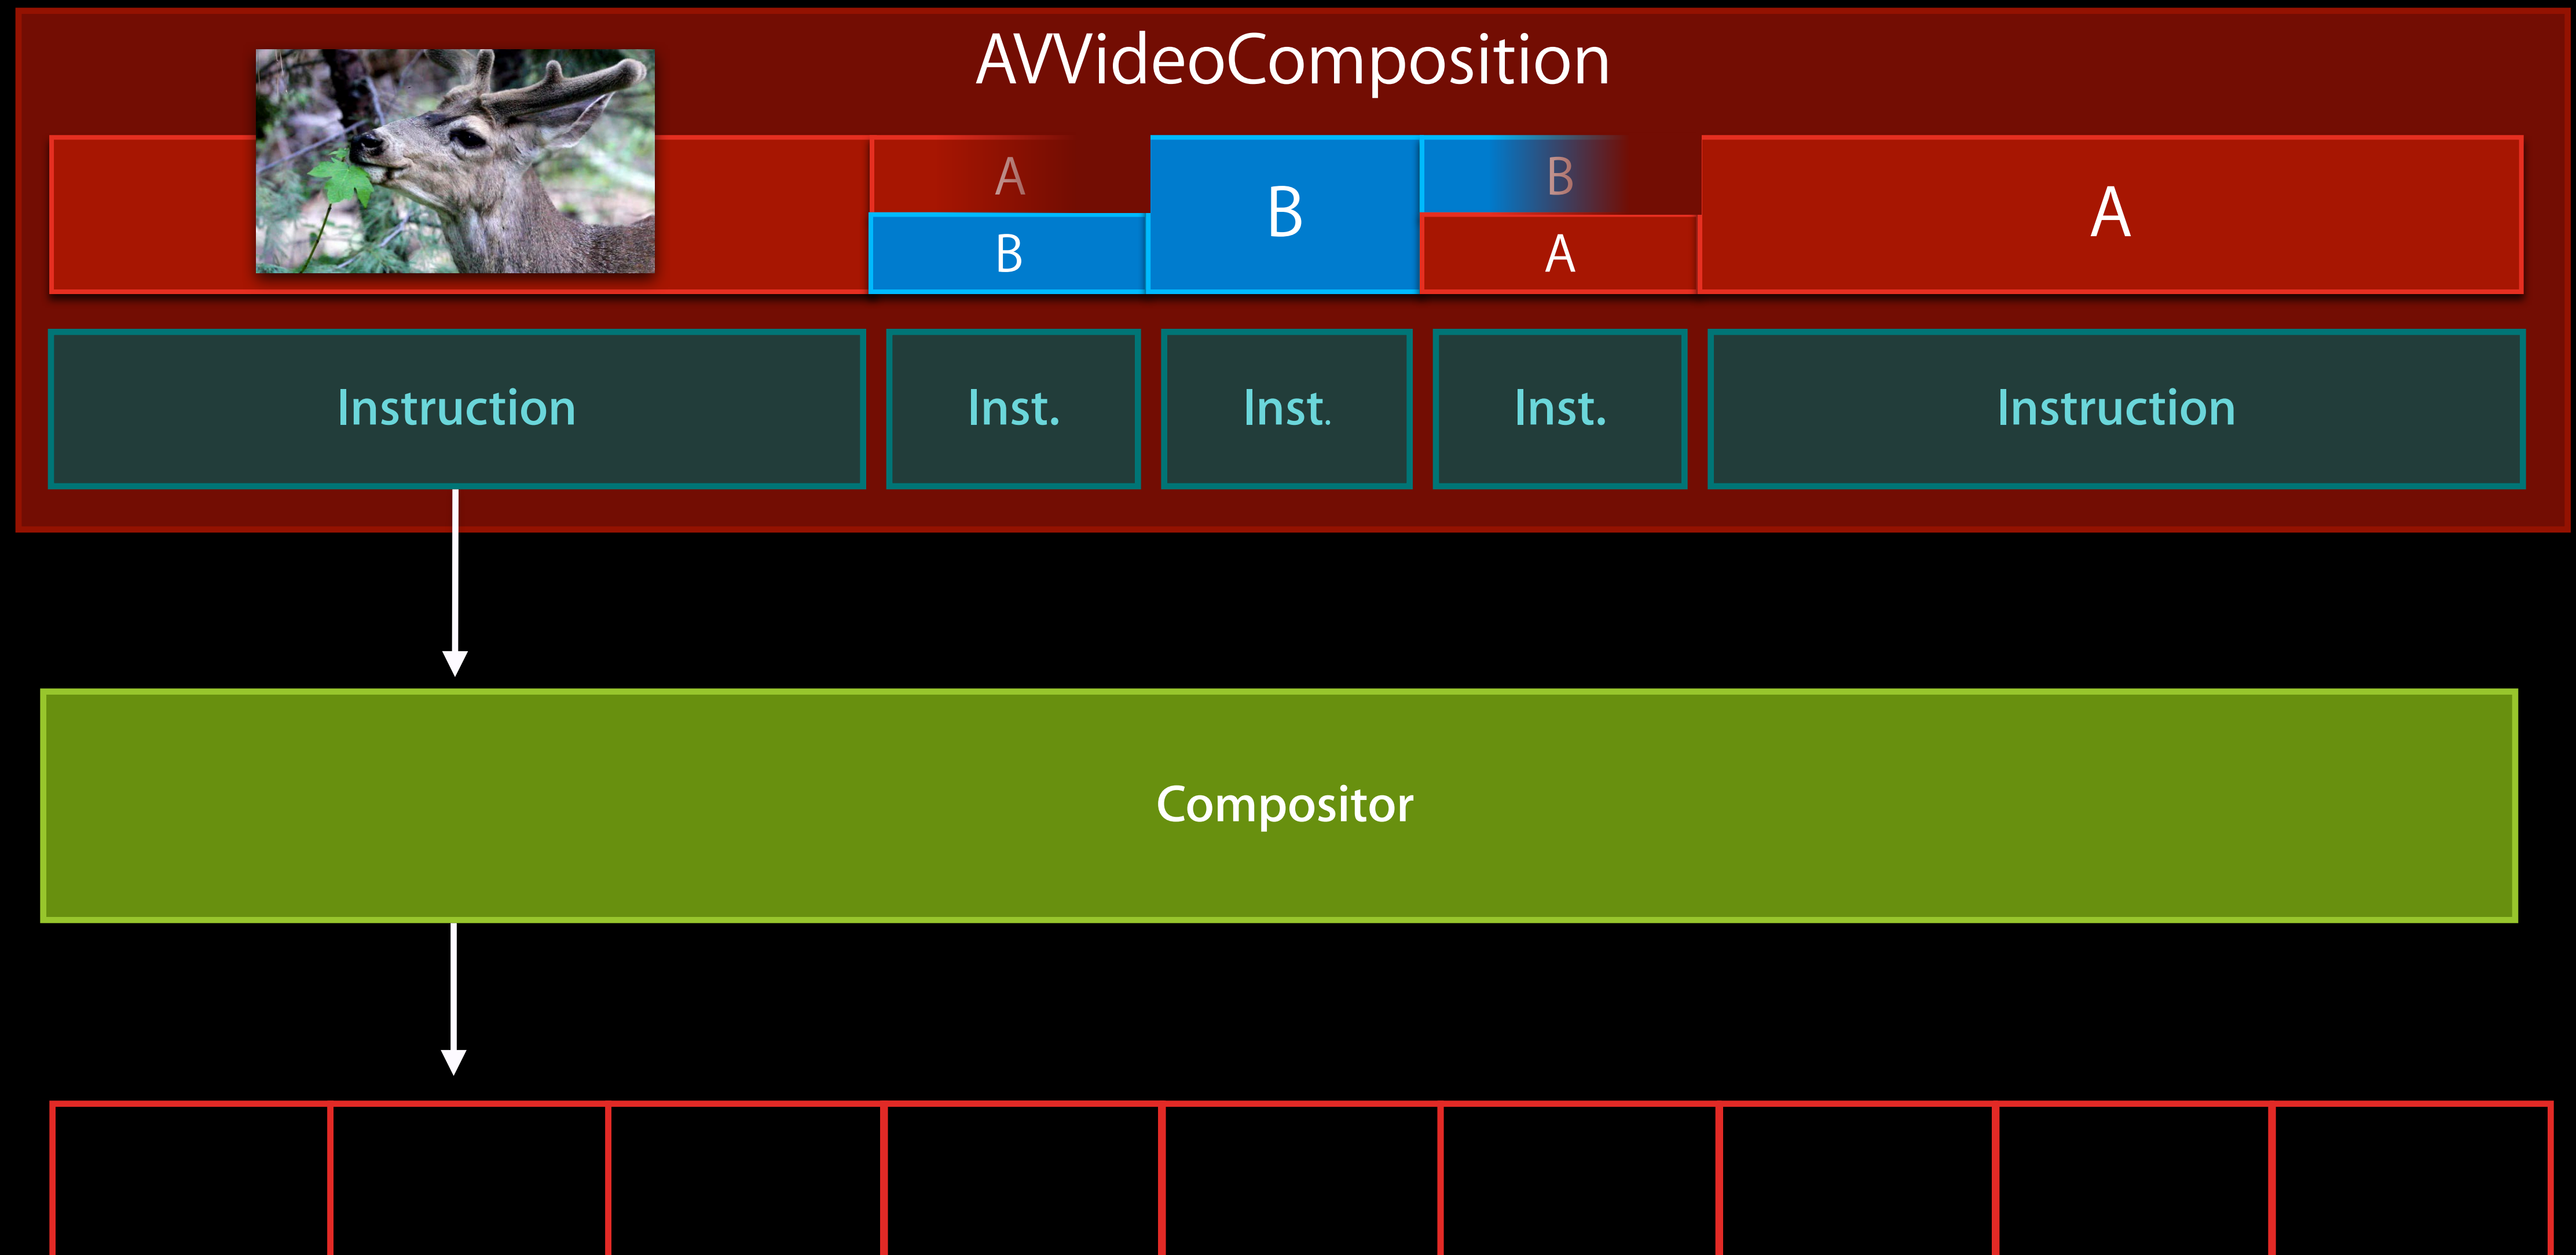 AVVideoComposition
A
B
B
B
A
A
Instruction
Inst.
Inst.
Inst.
Instruction
Compositor